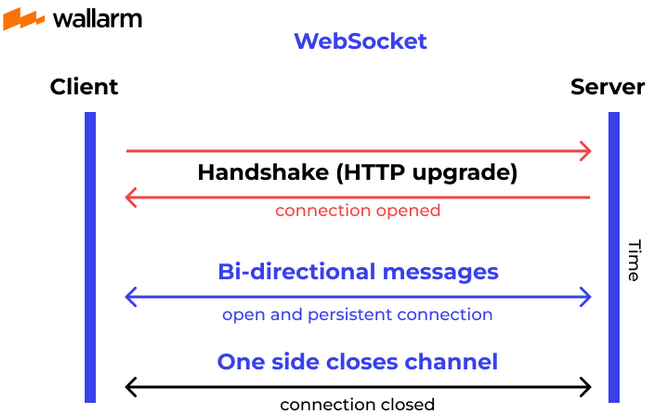 wallarm
WebSocket
Client
Server
Handshake (HTTP upgrade)
connection opened
Time
Bi-directional messages
open and persistent connection
One side closes channel
connection closed